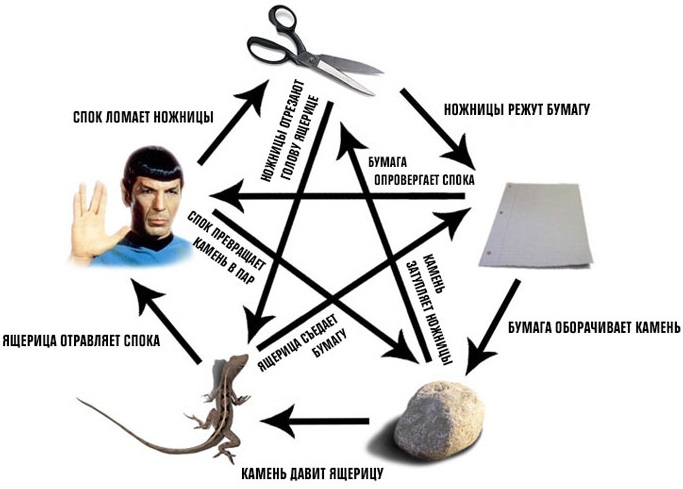 СПОК ЛОМАЕТ НОЖНИЦЫ
НОЖНИЦЫ ОТРЕЗАЮТ
ГОЛОВУ ЯЩЕРИЦЕ
НОЖНИЦЫ РЕЖУТ БУМАГУ
БУМАГА
ОПРОВЕРГАЕТ СПОКА
СПОК ПРЕВРАЩАЕТ
КАМЕНЬ В ПАР
КАМЕНЬ
ЗАТУПЛЯЕТ НОЖНИЦЫ
ЯЩЕРИЦА ОТРАВЛЯЕТ СПОКА
ЯЩЕРИЦА СЪЕДАЕТ
БУМАГУ
БУМАГА ОБОРАЧИВАЕТ КАМЕНЬ
КАМЕНЬ ДАВИТ ЯЩЕРИЦУ